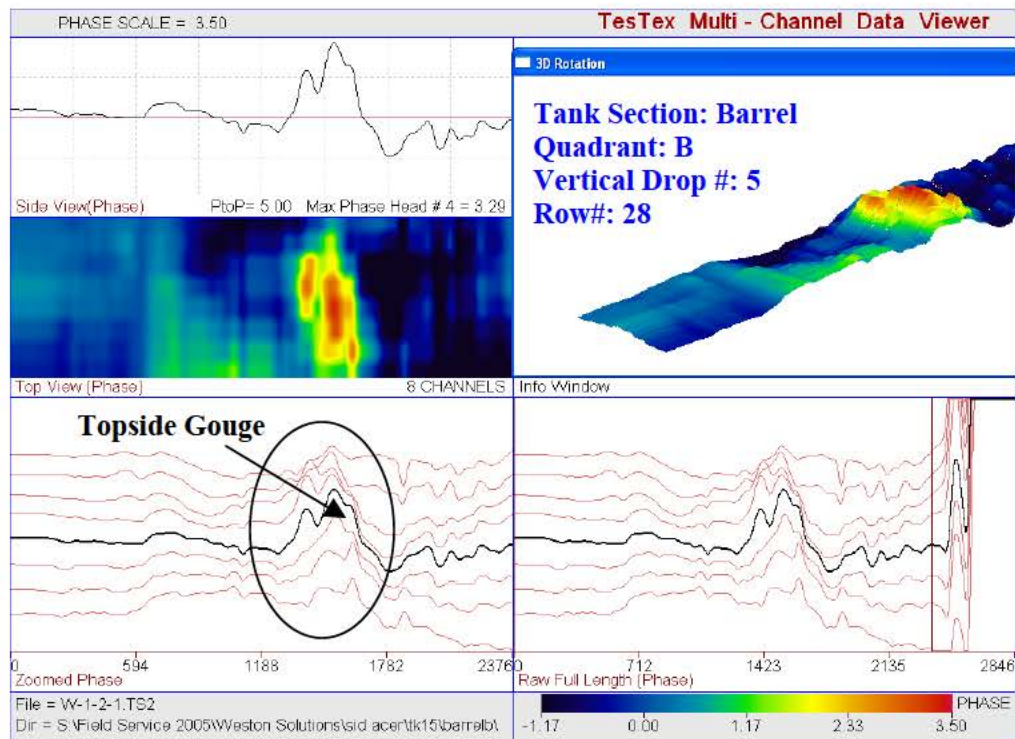 PHASE SCALE = 3.50
TesTex Multi - Channel Data Viewer
Side View(Phase) PtoP= 5.00 Max Phase Head # 4 = 3.29
3D Rotation
Tank Section: Barrel
Quadrant: B
Vertical Drop #: 5
Row#: 28
Top View (Phase) 8 CHANNELS
Info Window
Topside Gouge
0 594 1188 1782 2376
Zoomed Phase
0 712 1423 2135 2846
Raw Full Length (Phase)
File = W-1-2-1.TS2
Dir = S:\Field Service 2005\Weston Solutions\sid acer\tk15\barrelb\
PHASE
-1.17 0.00 1.17 2.33 3.50